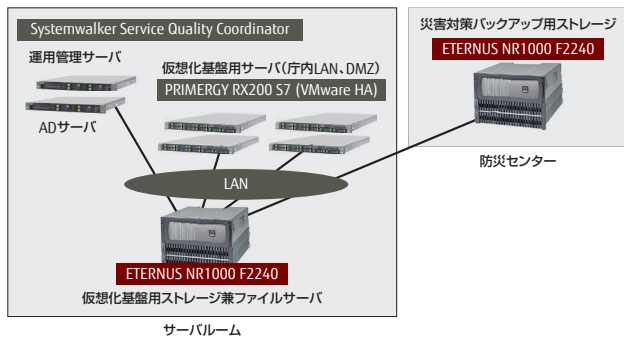 Systemwalker Service Quality Coordinator
運用管理サーバ
ADサーバ
仮想化基盤用サーバ(庁内LAN、DMZ)
PRIMERGY RX200 S7 (VMware HA)
LAN
ETERNUS NR1000 F2240
仮想化基盤用ストレージ兼ファイルサーバ
サーバルーム
災害対策バックアップ用ストレージ
ETERNUS NR1000 F2240
防災センター